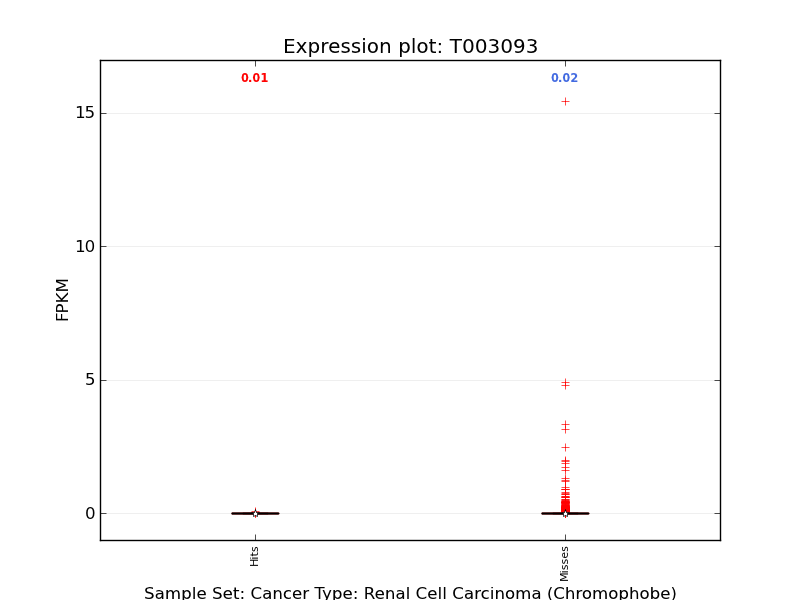 Expression plot: T003093
0.01
0.02
15
10
5
0
FPKM
Hits
Misses
Sample Set: Cancer Type: Renal Cell Carcinoma (Chromophobe)